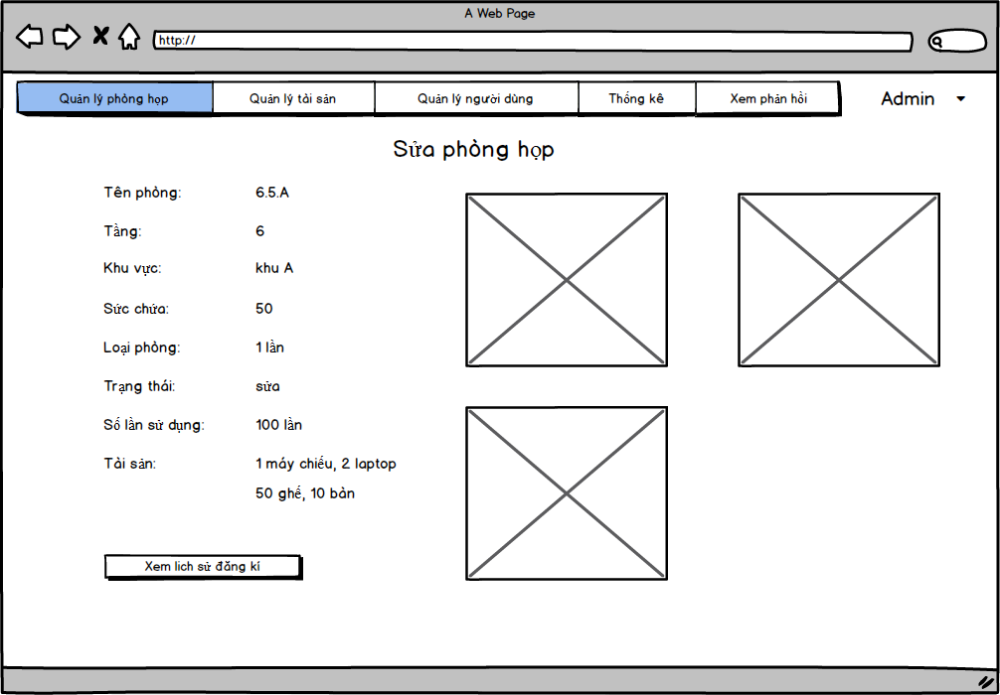 A Web Page
http://
Quản lý phòng họp
Quản lý tài sản
Quản lý người dùng
Thống kê
Xem phản hồi
Admin
Sửa phòng họp
Tên phòng: 6.5.A
Tầng: 6
Khu vực: khu A
Sức chứa: 50
Loại phòng: 1 lần
Trạng thái: sửa
Số lần sử dụng: 100 lần
Tài sản: 1 máy chiếu, 2 laptop
50 ghế, 10 bàn
Xem lich sử đăng kí